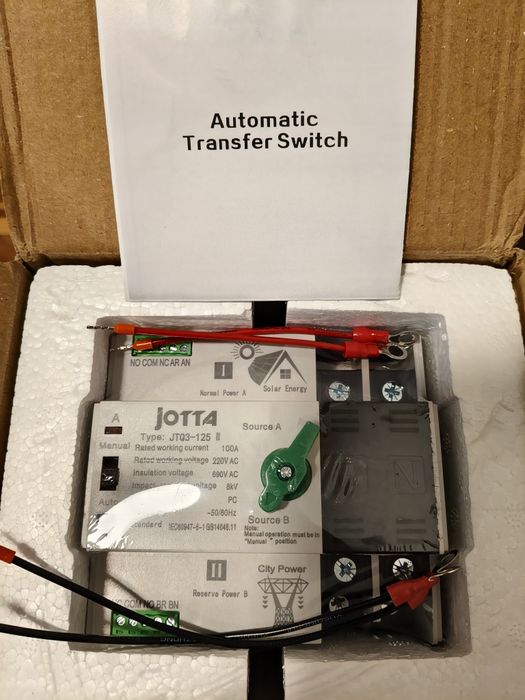 Automatic
Transfer Switch
NO COM NC AR AN
I
Normal Power A
Solar Energy
A
JOTTA
Source A
Type: JTQ3-125 II
Manual
Rated working current 100A
Rated working voltage 220V AC
Insulation voltage 690V AC
voltage 8kV
PC
~50/60Hz
IEC60947-6-1 GB14048.11
Source B
Note:
Manual operation must be in
"Manual" position
II
City Power
Reserve Power B
COM NO BR BN